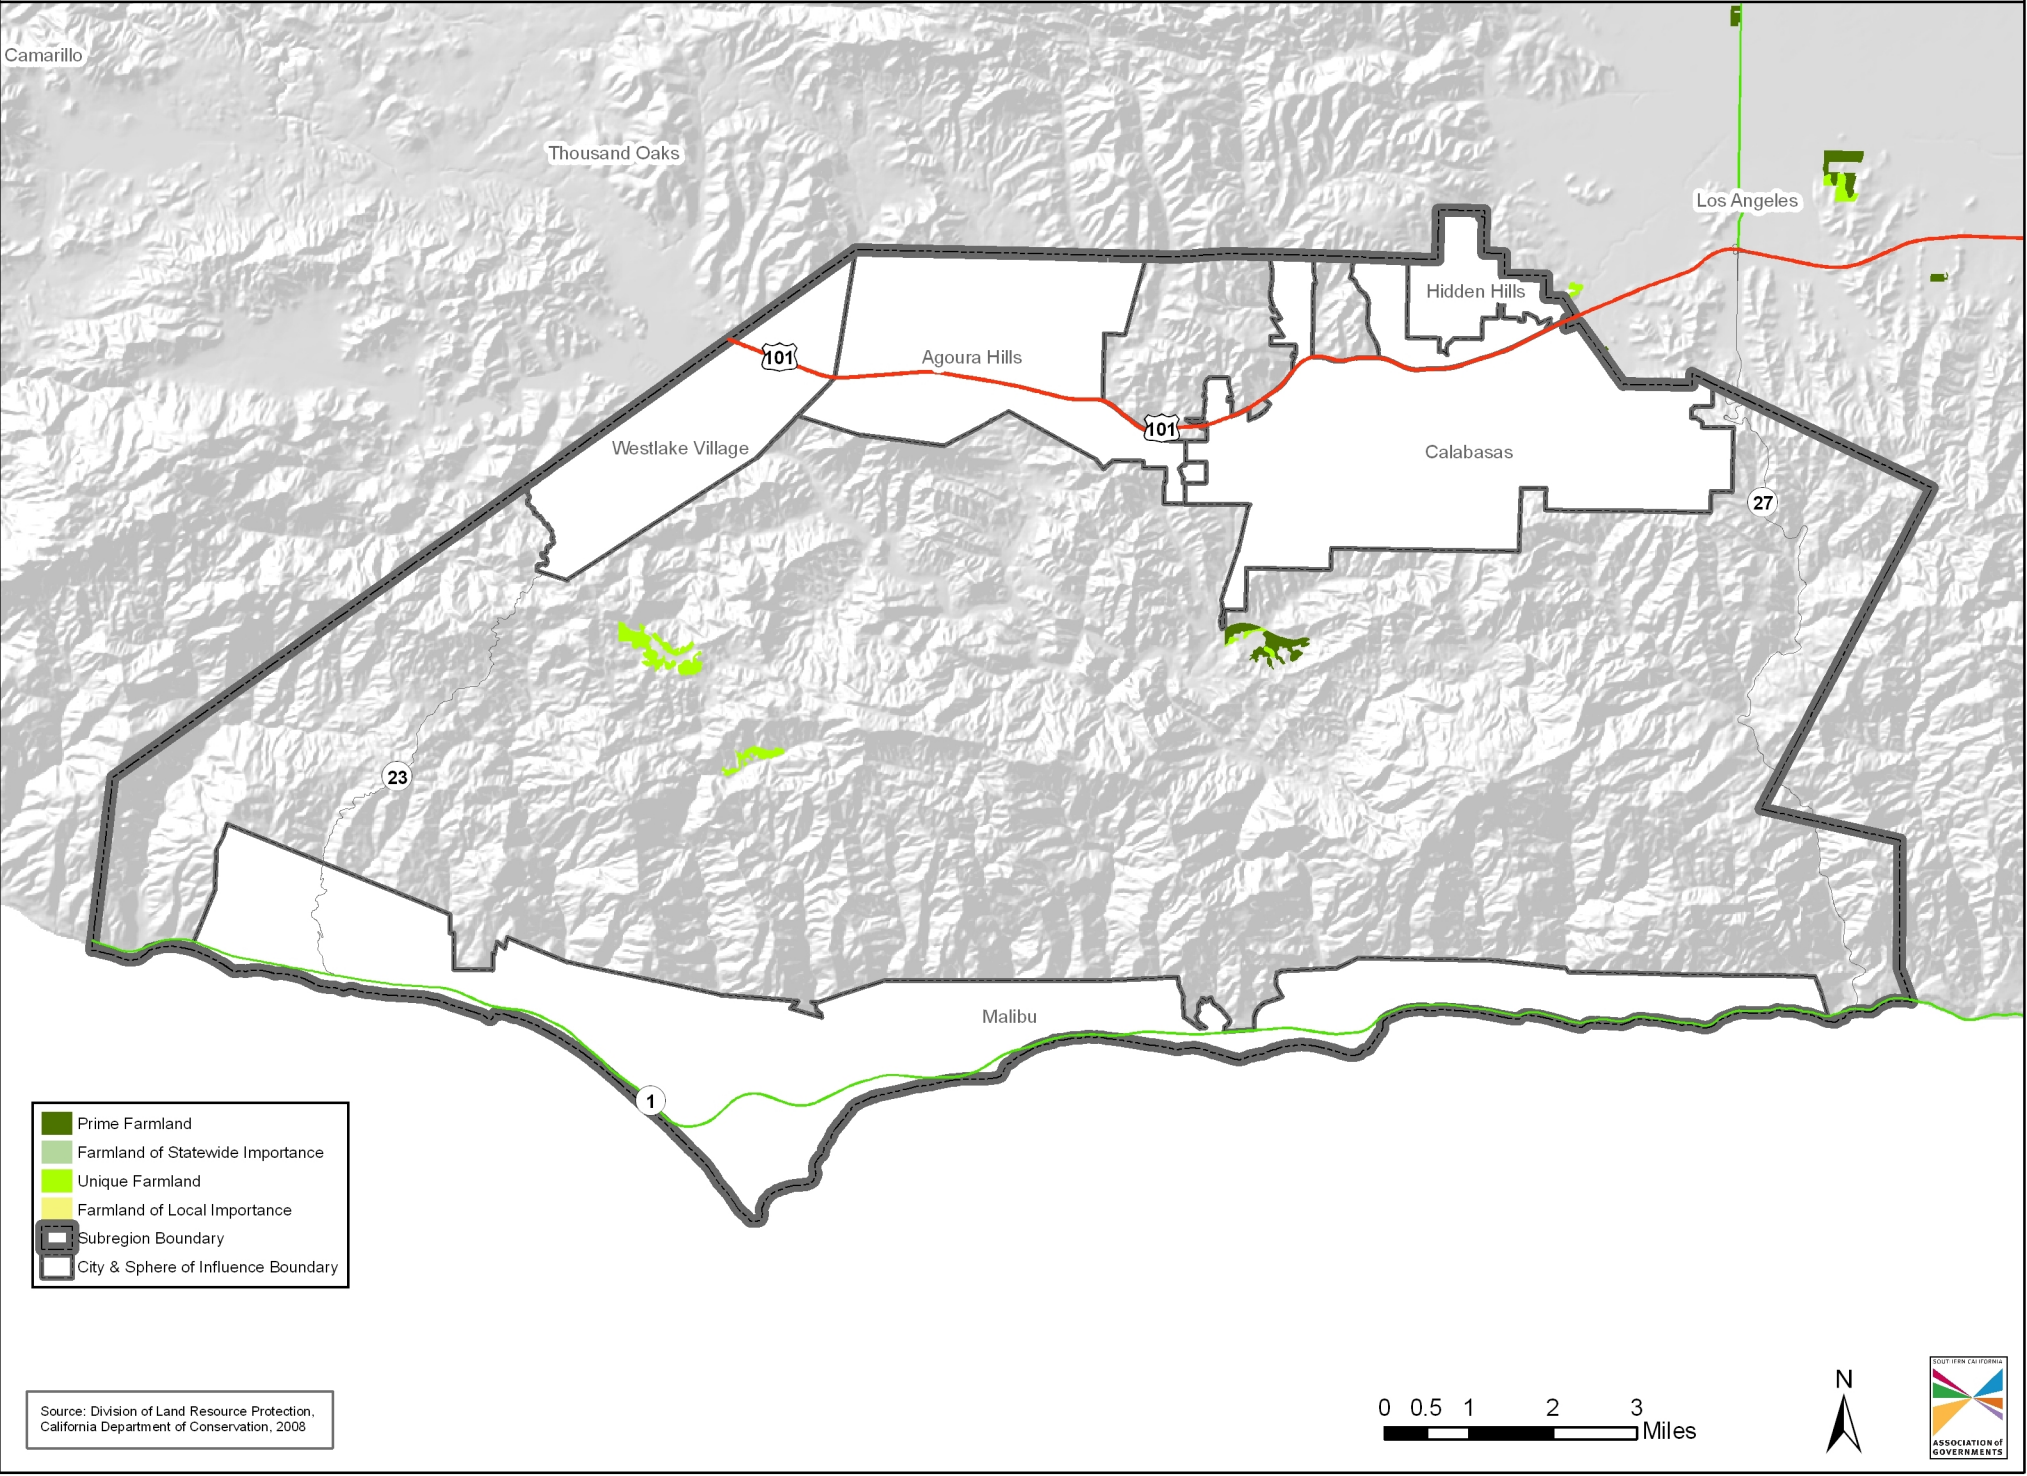 Camarillo
Thousand Oaks
Los Angeles
Hidden Hills
101
Agoura Hills
101
Westlake Village
Calabasas
27
23
Malibu
1
Prime Farmland
Farmland of Statewide Importance
Unique Farmland
Farmland of Local Importance
Subregion Boundary
City & Sphere of Influence Boundary
Source: Division of Land Resource Protection,
California Department of Conservation, 2008
0 0.5 1 2 3
Miles
N
SOUTHERN CALIFORNIA
ASSOCIATION of
GOVERNMENTS